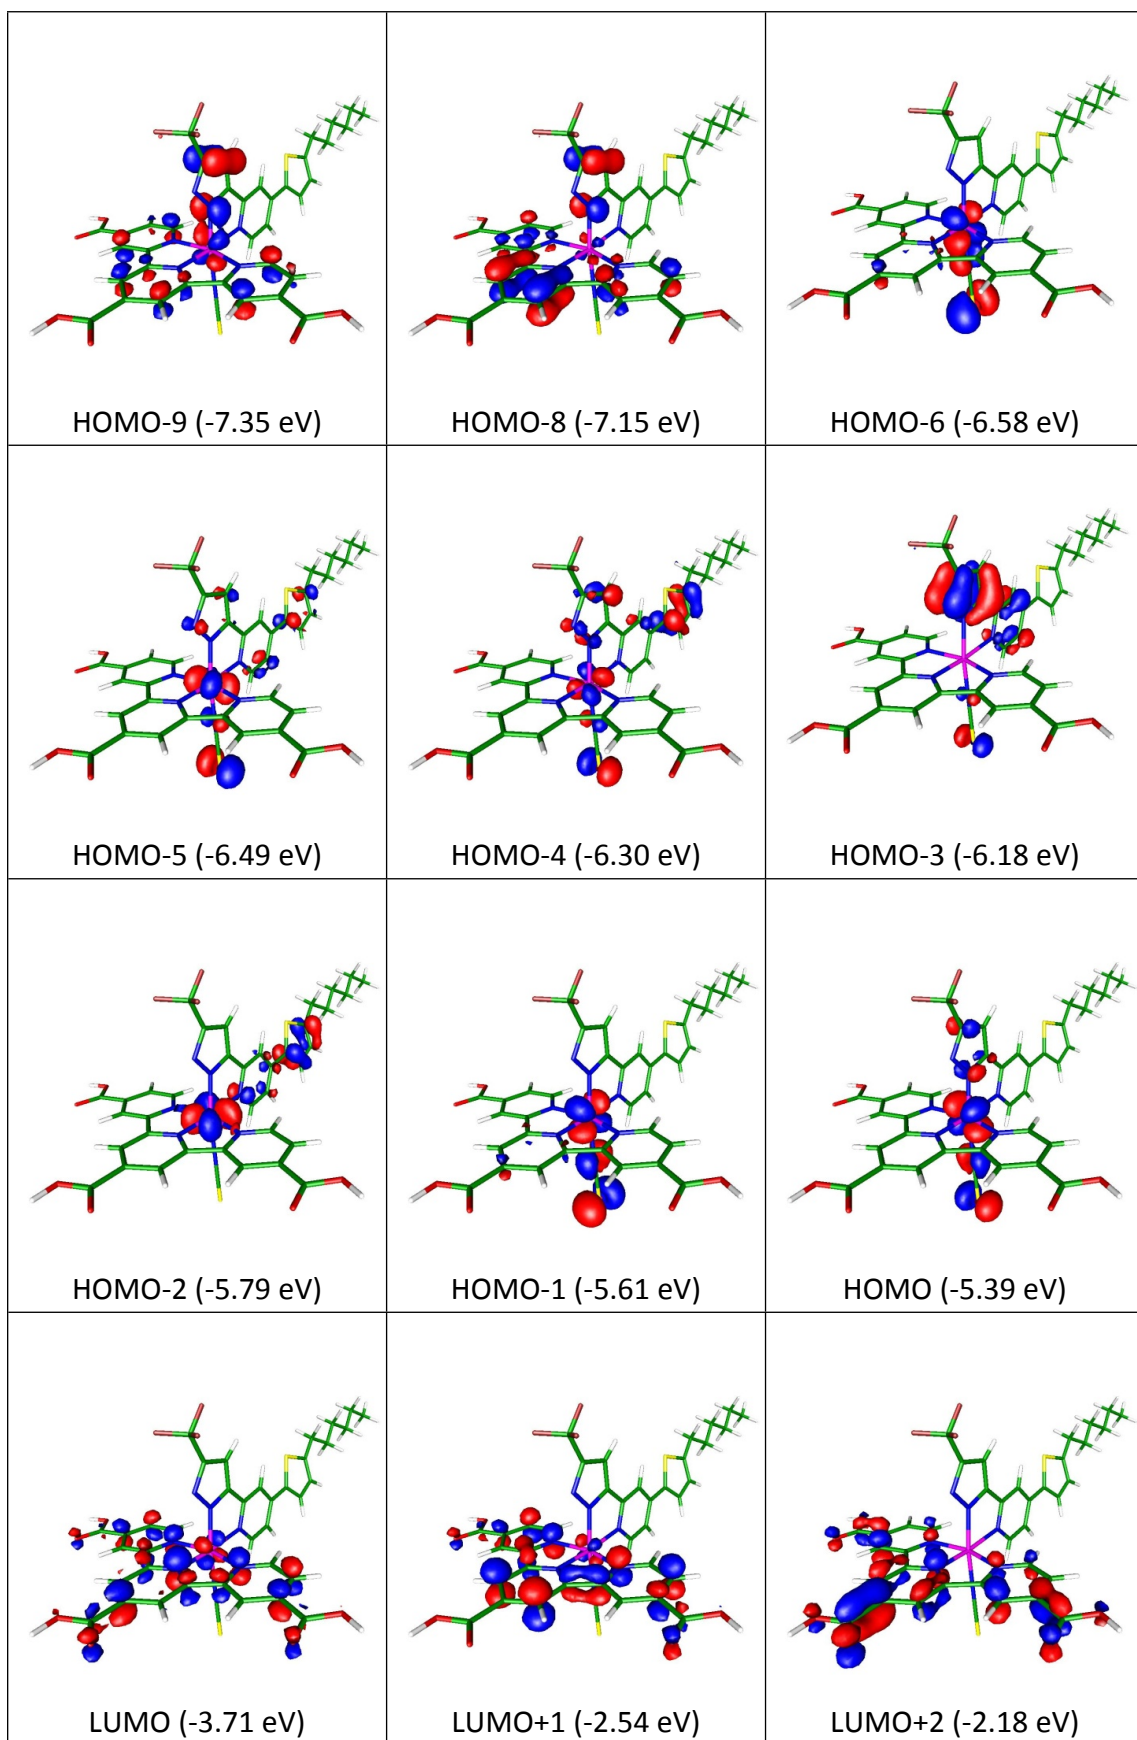 HOMO-9 (-7.35 eV)
HOMO-8 (-7.15 eV)
HOMO-6 (-6.58 eV)
HOMO-5 (-6.49 eV)
HOMO-4 (-6.30 eV)
HOMO-3 (-6.18 eV)
HOMO-2 (-5.79 eV)
HOMO-1 (-5.61 eV)
HOMO (-5.39 eV)
LUMO (-3.71 eV)
LUMO+1 (-2.54 eV)
LUMO+2 (-2.18 eV)